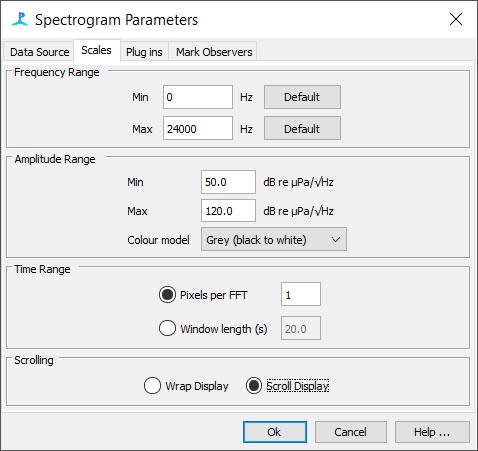 Spectrogram Parameters
Data Source Scales Plug ins Mark Observers
Frequency Range
Min 0 Hz Default
Max 24000 Hz Default
Amplitude Range
Min 50.0 dB re µPa/√Hz
Max 120.0 dB re µPa/√Hz
Colour model Grey (black to white)
Time Range
Pixels per FFT 1
Window length (s) 20.0
Scrolling
Wrap Display Scroll Display
Ok Cancel Help ...